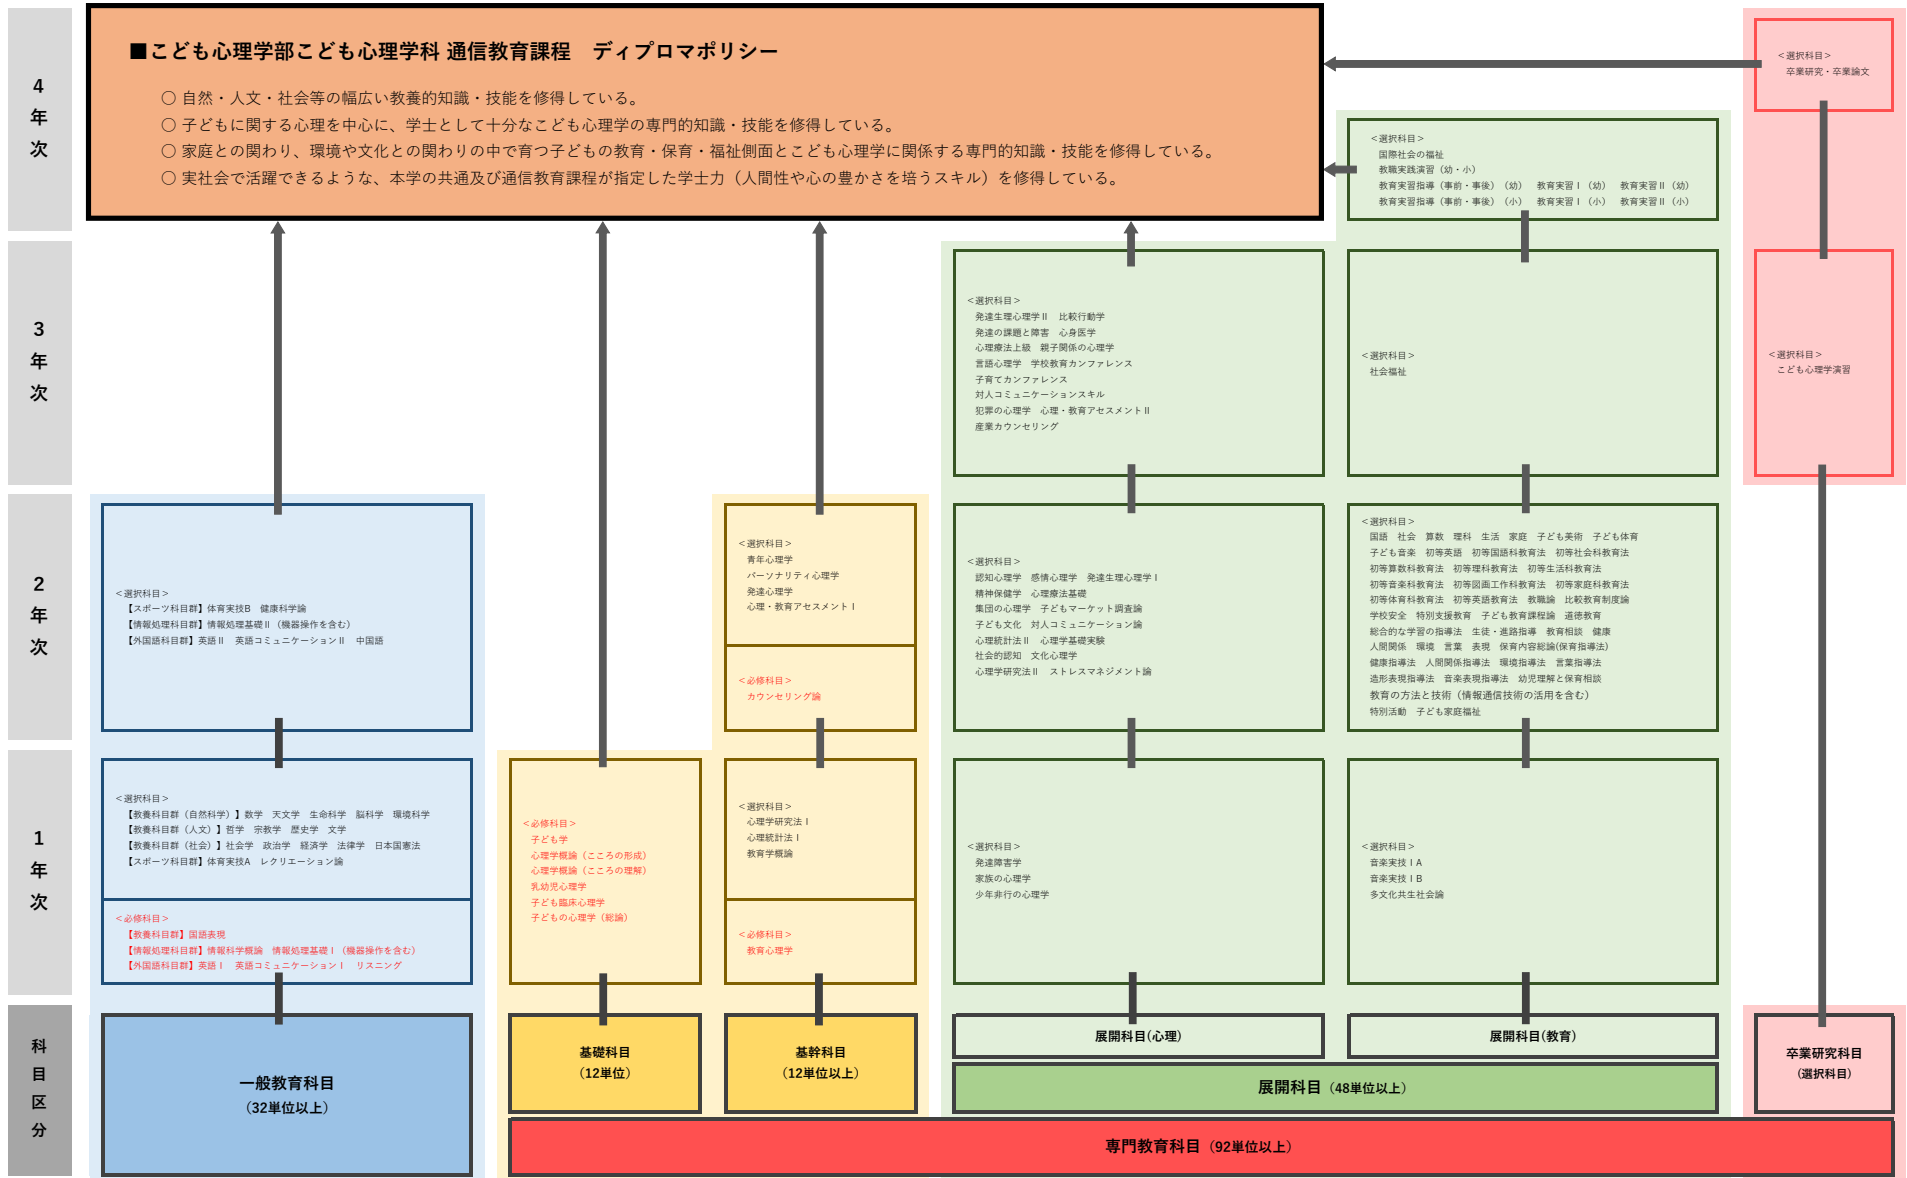 4年次
■こども心理学部こども心理学科 通信教育課程　ディプロマポリシー
〇 自然・人文・社会等の幅広い教養的知識・技能を修得している。
〇 子どもに関する心理を中心に、学士として十分なこども心理学の専門的知識・技能を修得している。
〇 家庭との関わり、環境や文化との関わりの中で育つ子どもの教育・保育・福祉側面とこども心理学に関係する専門的知識・技能を修得している。
〇 実社会で活躍できるような、本学の共通及び通信教育課程が指定した学士力（人間性や心の豊かさを培うスキル）を修得している。
＜選択科目＞
国際社会の福祉
教職実践演習（幼・小）
教育実習指導（事前・事後）（幼）　教育実習Ⅰ（幼）　教育実習Ⅱ（幼）
教育実習指導（事前・事後）（小）　教育実習Ⅰ（小）　教育実習Ⅱ（小）
＜選択科目＞
卒業研究・卒業論文
3年次
＜選択科目＞
発達生理心理学Ⅱ　比較行動学
発達の課題と障害　心身医学
心理療法上級　親子関係の心理学
言語心理学　学校教育カンファレンス
子育てカンファレンス
対人コミュニケーションスキル
犯罪の心理学　心理・教育アセスメントⅡ
産業カウンセリング
＜選択科目＞
社会福祉
＜選択科目＞
こども心理学演習
2年次
＜選択科目＞
【スポーツ科目群】体育実技B　健康科学論
【情報処理科目群】情報処理基礎Ⅱ（機器操作を含む）
【外国語科目群】英語Ⅱ　英語コミュニケーションⅡ　中国語
＜選択科目＞
青年心理学
パーソナリティ心理学
発達心理学
心理・教育アセスメントⅠ
＜必修科目＞
カウンセリング論
＜選択科目＞
認知心理学　感情心理学　発達生理心理学Ⅰ
精神保健学　心理療法基礎
集団の心理学　子どもマーケット調査論
子ども文化　対人コミュニケーション論
心理統計法Ⅱ　心理学基礎実験
社会的認知　文化心理学
心理学研究法Ⅱ　ストレスマネジメント論
＜選択科目＞
国語　社会　算数　理科　生活　家庭　子ども美術　子ども体育
子ども音楽　初等英語　初等国語科教育法　初等社会科教育法
初等算数科教育法　初等理科教育法　初等生活科教育法
初等音楽科教育法　初等図画工作科教育法　初等家庭科教育法
初等体育科教育法　初等英語教育法　教職論　比較教育制度論
学校安全　特別支援教育　子ども教育課程論　道徳教育
総合的な学習の指導法　生徒・進路指導　教育相談　健康
人間関係　環境　言葉　表現　保育内容総論(保育指導法)
健康指導法　人間関係指導法　環境指導法　言葉指導法
造形表現指導法　音楽表現指導法　幼児理解と保育相談
教育の方法と技術（情報通信技術の活用を含む）
特別活動　子ども家庭福祉
1年次
＜選択科目＞
【教養科目群（自然科学）】数学　天文学　生命科学　脳科学　環境科学
【教養科目群（人文）】哲学　宗教学　歴史学　文学
【教養科目群（社会）】社会学　政治学　経済学　法律学　日本国憲法
【スポーツ科目群】体育実技A　レクリエーション論
＜必修科目＞
【教養科目群】国語表現
【情報処理科目群】情報科学概論　情報処理基礎Ⅰ（機器操作を含む）
【外国語科目群】英語Ⅰ　英語コミュニケーションⅠ　リスニング
＜必修科目＞
子ども学
心理学概論（こころの形成）
心理学概論（こころの理解）
乳幼児心理学
子ども臨床心理学
子どもの心理学（総論）
＜選択科目＞
心理学研究法Ⅰ
心理統計法Ⅰ
教育学概論
＜必修科目＞
教育心理学
＜選択科目＞
発達障害学
家族の心理学
少年非行の心理学
＜選択科目＞
音楽実技ⅠA
音楽実技ⅠB
多文化共生社会論
科目区分
一般教育科目
（32単位以上）
基礎科目
（12単位）
基幹科目
（12単位以上）
展開科目(心理)
展開科目(教育)
展開科目（48単位以上）
卒業研究科目
(選択科目)
専門教育科目（92単位以上）